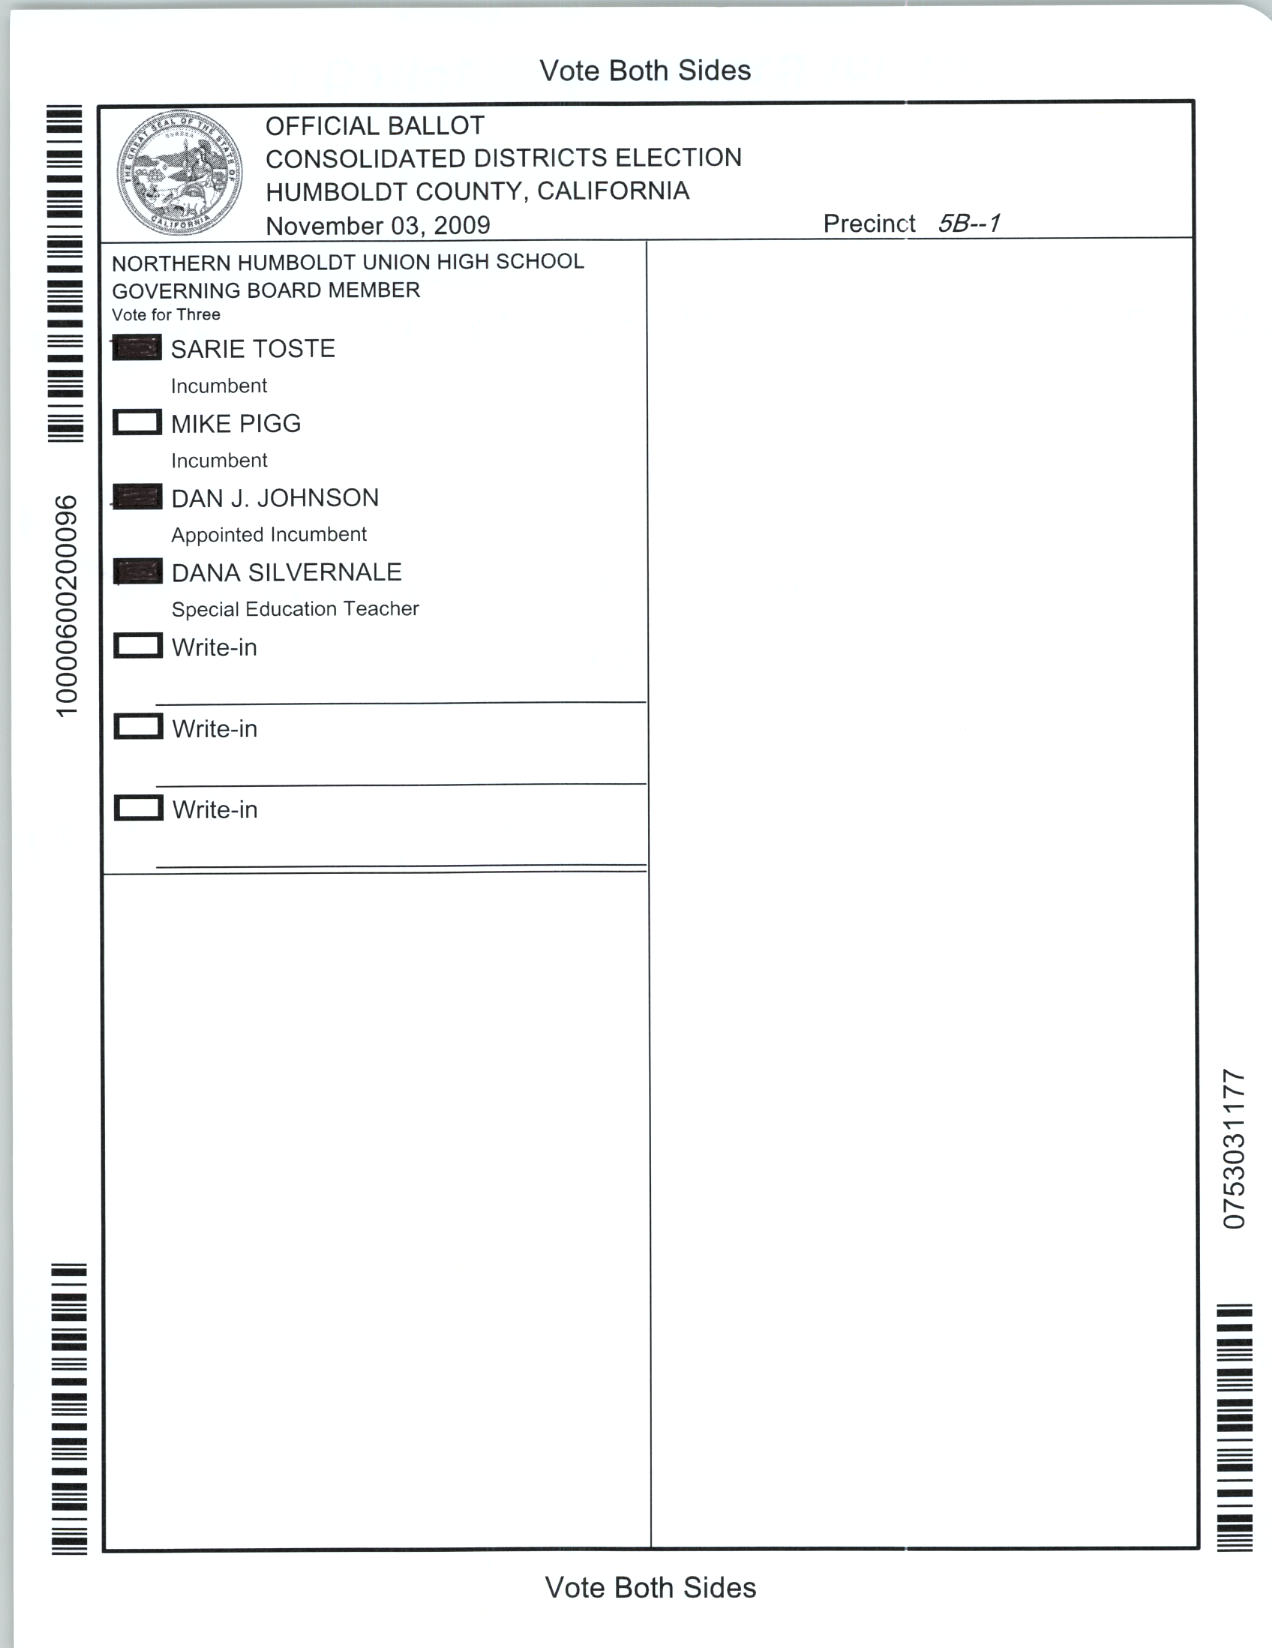 Vote Both Sides
THE GREAT SEAL OF THE STATE OF CALIFORNIA
EUREKA
OFFICIAL BALLOT
CONSOLIDATED DISTRICTS ELECTION
HUMBOLDT COUNTY, CALIFORNIA
November 03, 2009
Precinct 5B--1
NORTHERN HUMBOLDT UNION HIGH SCHOOL
GOVERNING BOARD MEMBER
Vote for Three
SARIE TOSTE
Incumbent
MIKE PIGG
Incumbent
DAN J. JOHNSON
Appointed Incumbent
DANA SILVERNALE
Special Education Teacher
Write-in
Write-in
Write-in
10000600200096
0753031177
Vote Both Sides